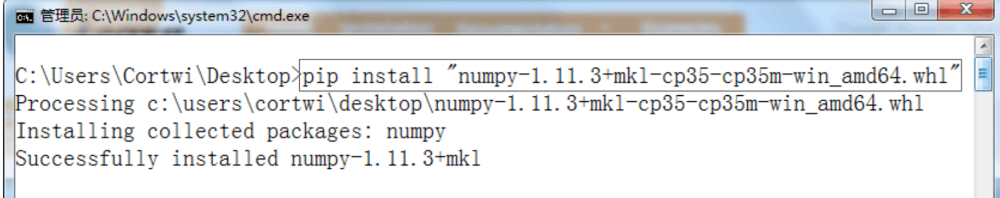 管理员: C:\Windows\system32\cmd.exe
C:\Users\Cortwi\Desktop>pip install "numpy-1.11.3+mkl-cp35-cp35m-win_amd64.whl"
Processing c:\users\cortwi\desktop\numpy-1.11.3+mkl-cp35-cp35m-win_amd64.whl
Installing collected packages: numpy
Successfully installed numpy-1.11.3+mkl